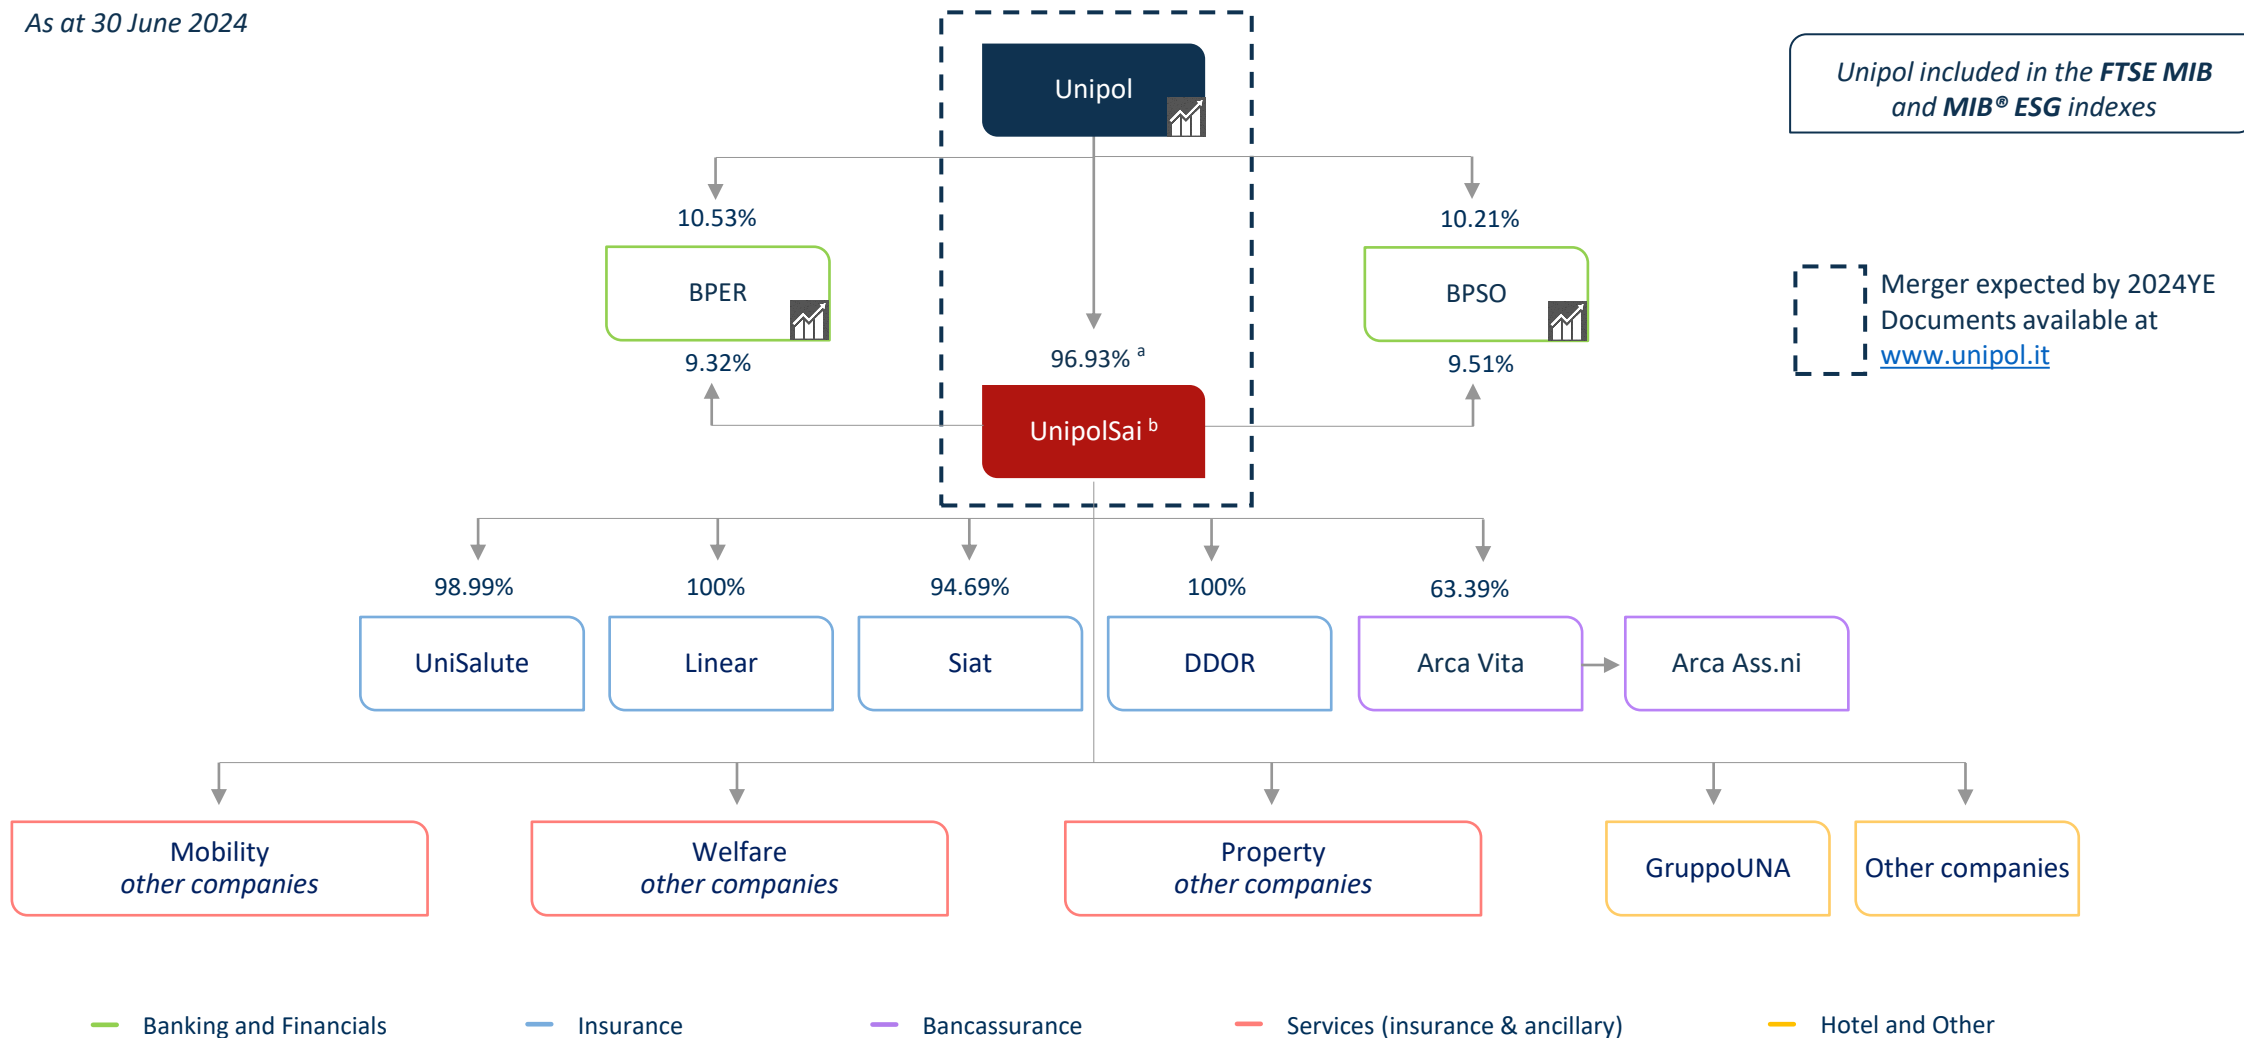 As at 30 June 2024
Unipol
Unipol included in the FTSE MIB
and MIB® ESG indexes
10.53%
10.21%
BPER
BPSO
Merger expected by 2024YE
Documents available at
www.unipol.it
9.32%
96.93% a
9.51%
UnipolSai b
98.99%
100%
94.69%
100%
63.39%
UniSalute
Linear
Siat
DDOR
Arca Vita
Arca Ass.ni
Mobility
other companies
Welfare
other companies
Property
other companies
GruppoUNA
Other companies
Banking and Financials
Insurance
Bancassurance
Services (insurance & ancillary)
Hotel and Other